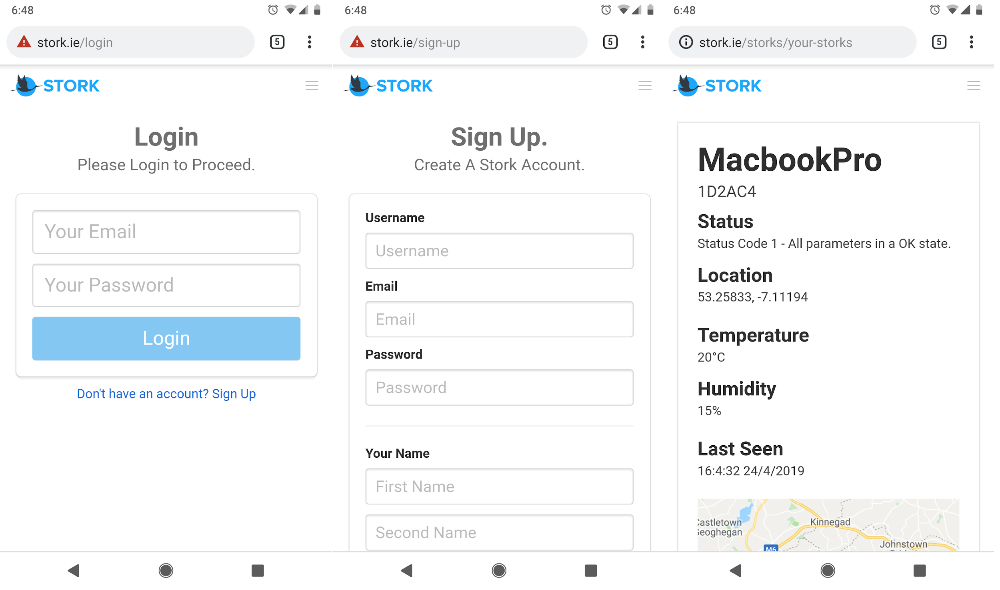 6:48
5
stork.ie/login
STORK
Login
Please Login to Proceed.
Your Email
Your Password
Login
Don't have an account? Sign Up
6:48
5
stork.ie/sign-up
STORK
Sign Up.
Create A Stork Account.
Username
Username
Email
Email
Password
Password
Your Name
First Name
Second Name
6:48
5
stork.ie/storks/your-storks
STORK
MacbookPro
1D2AC4
Status
Status Code 1 - All parameters in a OK state.
Location
53.25833, -7.11194
Temperature
20°C
Humidity
15%
Last Seen
16:4:32 24/4/2019
Castletown
Geoghegan
Kinnegad
M6
Johnstown